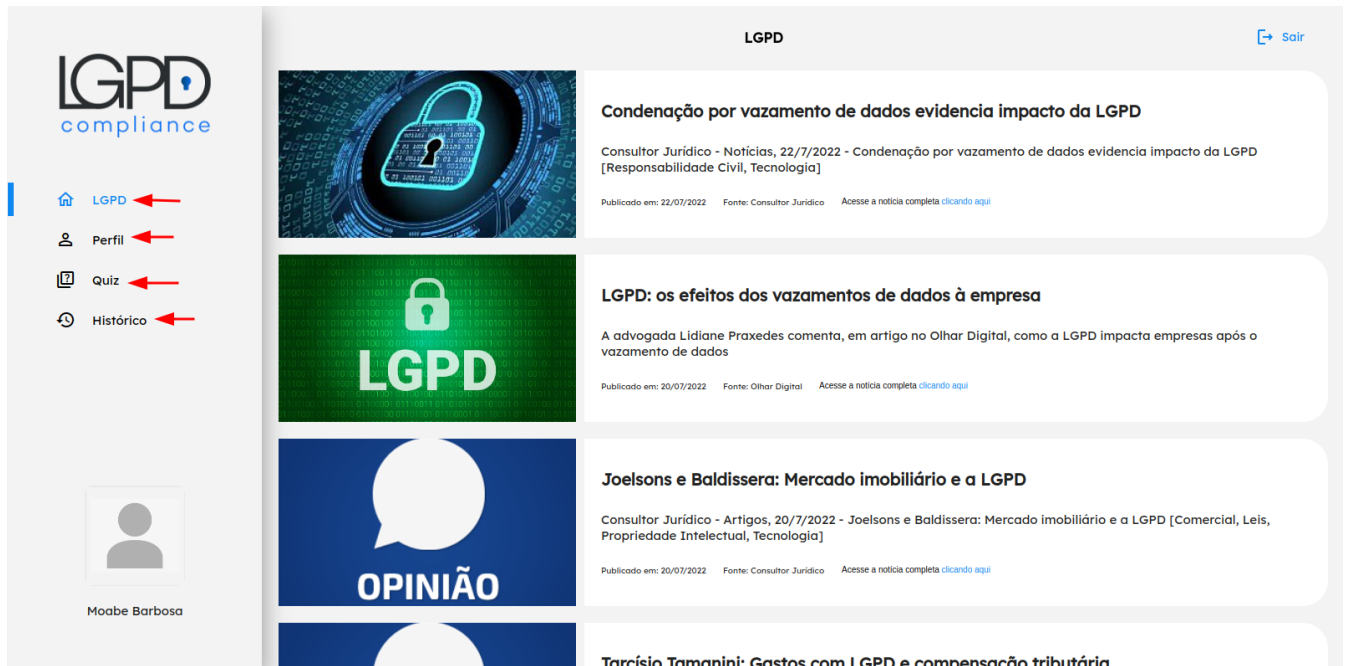 LGPD
compliance
LGPD
Perfil
Quiz
Histórico
Moabe Barbosa
LGPD
Sair
Condenação por vazamento de dados evidencia impacto da LGPD
Consultor Jurídico - Notícias, 22/7/2022 - Condenação por vazamento de dados evidencia impacto da LGPD
[Responsabilidade Civil, Tecnologia]
Publicado em: 22/07/2022 Fonte: Consultor Jurídico Acesse a notícia completa clicando aqui
LGPD
LGPD: os efeitos dos vazamentos de dados à empresa
A advogada Lidiane Praxedes comenta, em artigo no Olhar Digital, como a LGPD impacta empresas após o
vazamento de dados
Publicado em: 20/07/2022 Fonte: Olhar Digital Acesse a notícia completa clicando aqui
OPINIÃO
Joelsons e Baldissera: Mercado imobiliário e a LGPD
Consultor Jurídico - Artigos, 20/7/2022 - Joelsons e Baldissera: Mercado imobiliário e a LGPD [Comercial, Leis,
Propriedade Intelectual, Tecnologia]
Publicado em: 20/07/2022 Fonte: Consultor Jurídico Acesse a notícia completa clicando aqui
Tarcísio Tamanini: Gastos com LGPD e compensação tributária